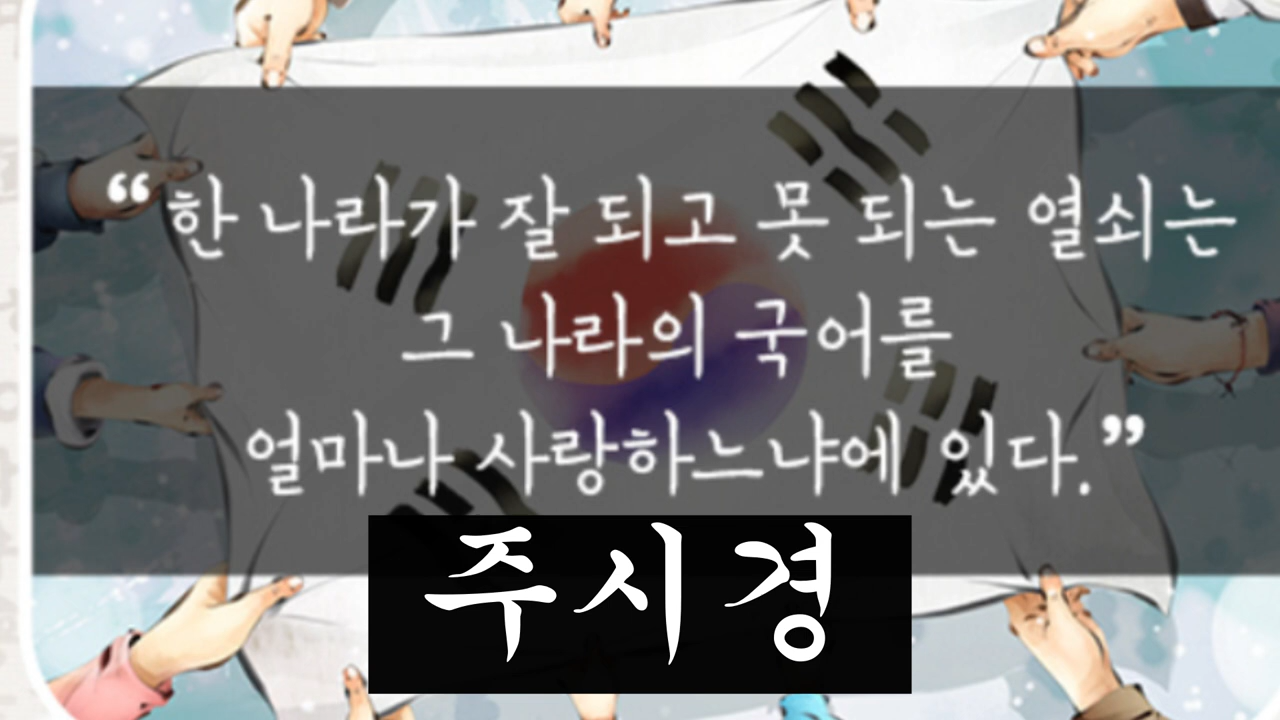 “한 나라가 잘 되고 못 되는 열쇠는
그 나라의 국어를
얼마나 사랑하느냐에 있다.”
주시경